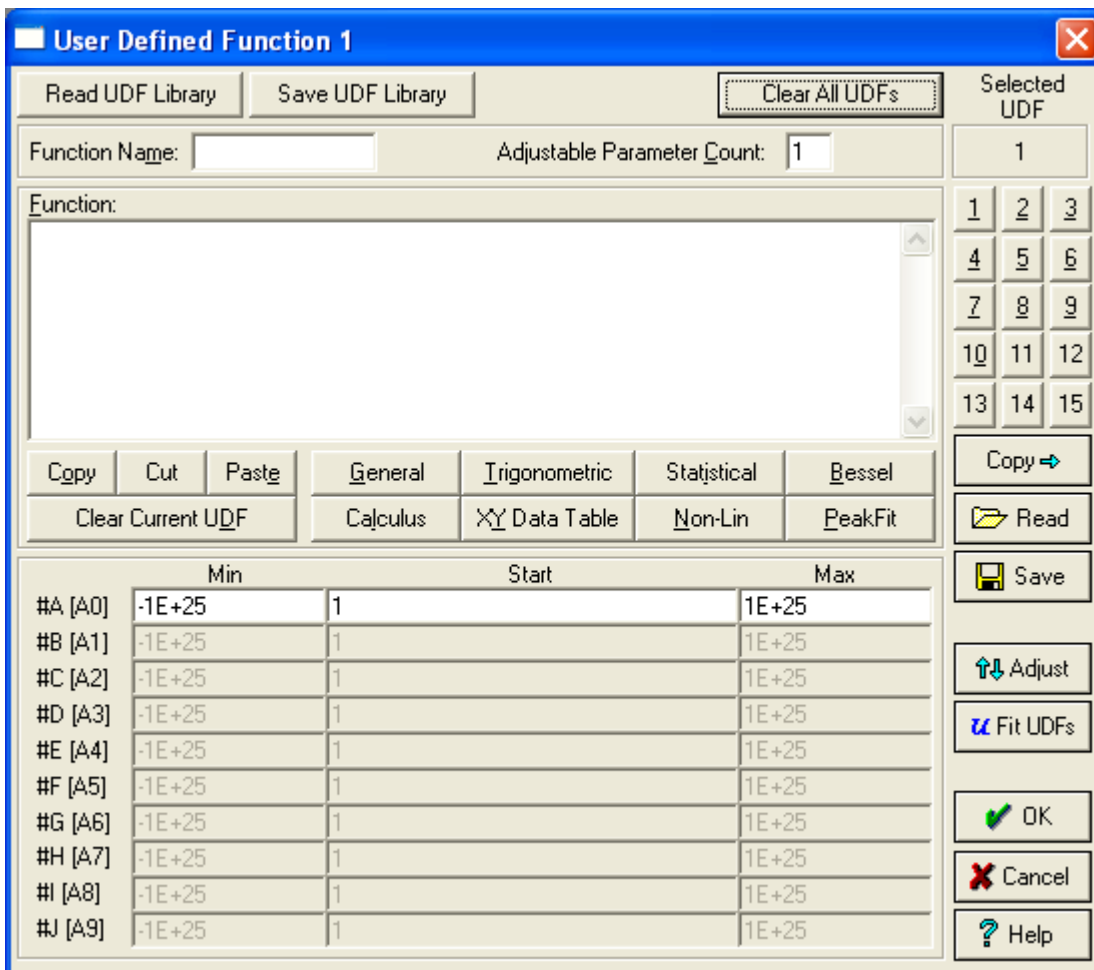 User Defined Function 1
Read UDF Library Save UDF Library Clear All UDFs Selected UDF
Function Name: Adjustable Parameter Count: 1 1
Function:
1 2 3
4 5 6
7 8 9
10 11 12
13 14 15
Copy Cut Paste General Trigonometric Statistical Bessel Copy
Clear Current UDF Calculus XY Data Table Non-Lin PeakFit Read
Min Start Max Save
#A [A0] -1E+25 1 1E+25
#B [A1] -1E+25 1 1E+25
#C [A2] -1E+25 1 1E+25 Adjust
#D [A3] -1E+25 1 1E+25 u Fit UDFs
#E [A4] -1E+25 1 1E+25
#F [A5] -1E+25 1 1E+25
#G [A6] -1E+25 1 1E+25 OK
#H [A7] -1E+25 1 1E+25
#I [A8] -1E+25 1 1E+25 Cancel
#J [A9] -1E+25 1 1E+25 ? Help